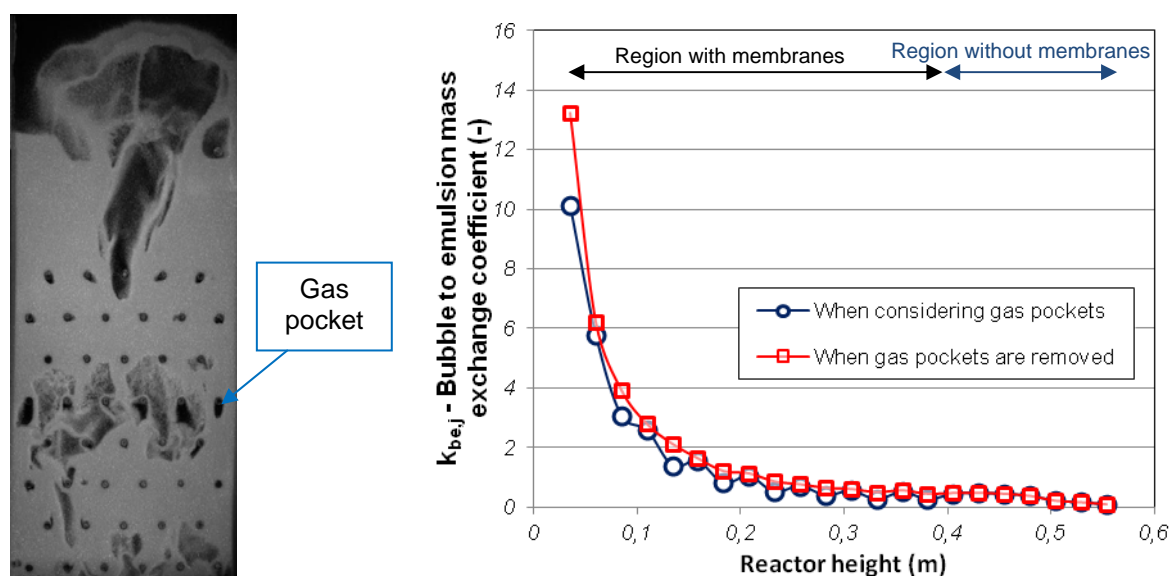 Gas
pocket
16
14
12
10
8
6
4
2
0
k_be,j - Bubble to emulsion mass
exchange coefficient (-)
Region with membranes
Region without membranes
When considering gas pockets
When gas pockets are removed
0
0,1
0,2
0,3
0,4
0,5
0,6
Reactor height (m)